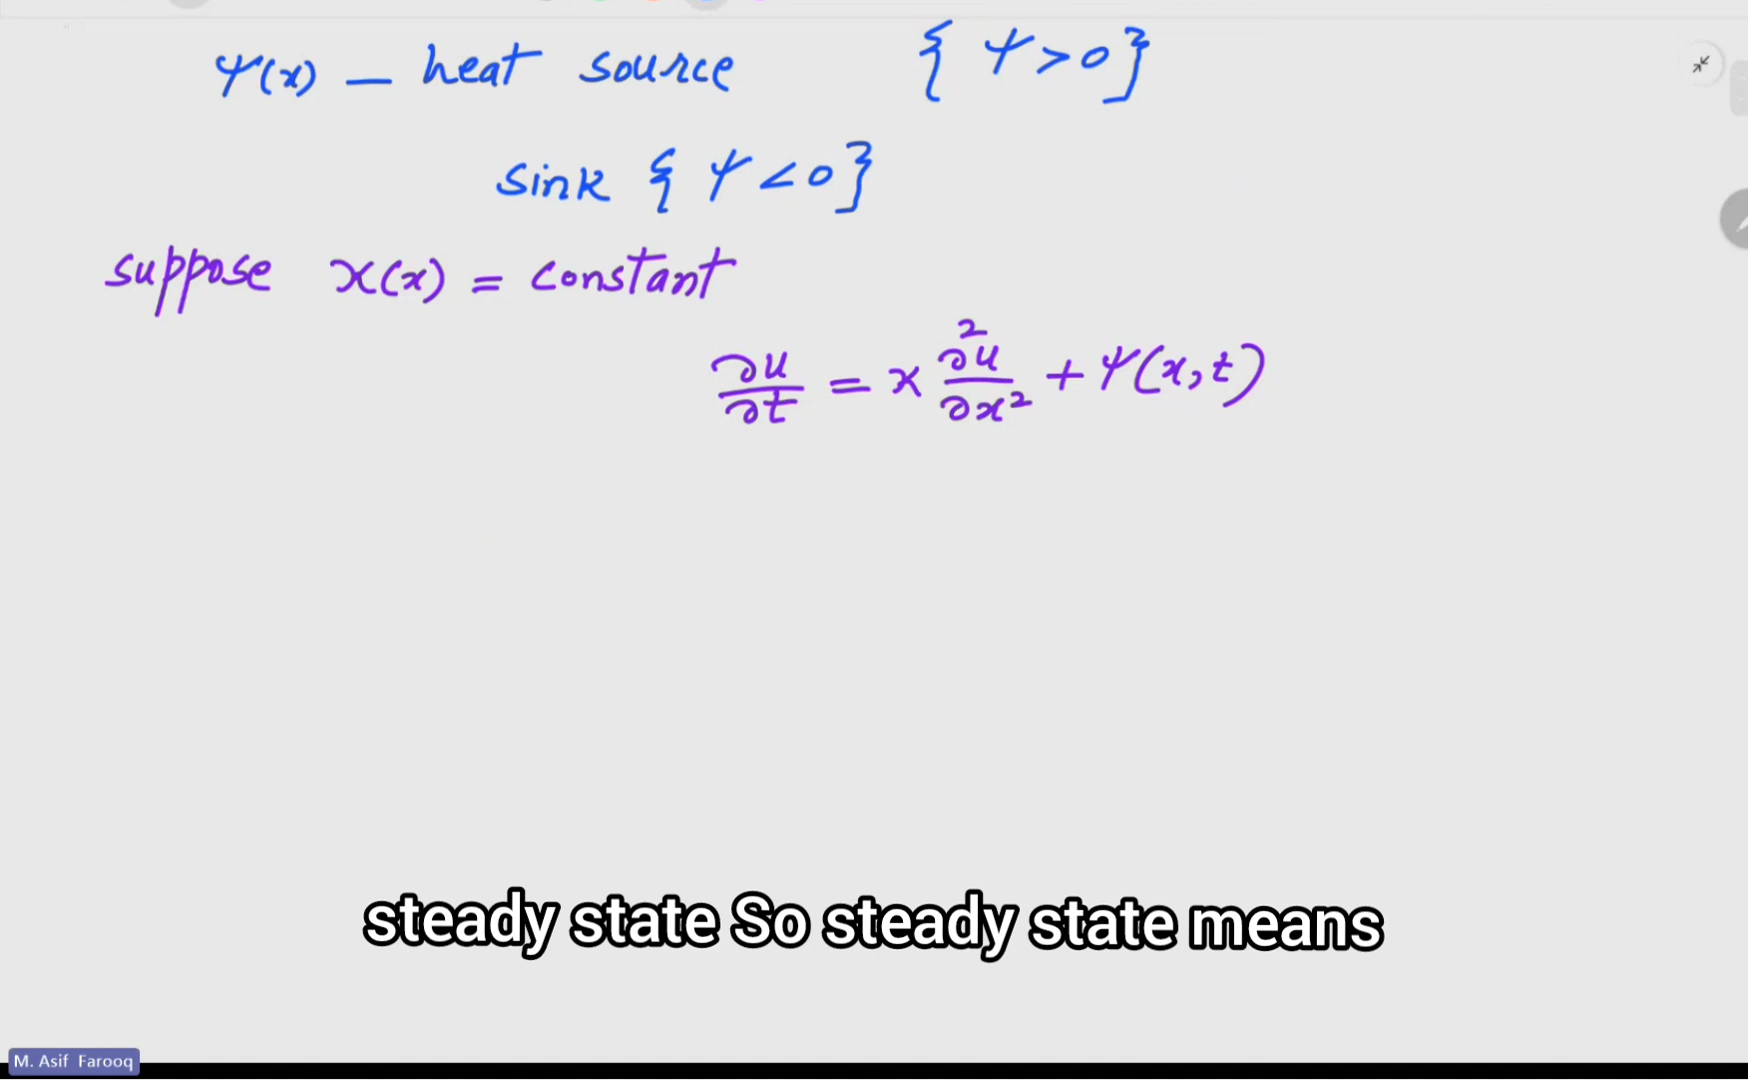 ψ(x) — heat source { ψ > 0 }
sink { ψ < 0 }
suppose x(x) = constant
∂u/∂t = x ∂²u/∂x² + ψ(x,t)
steady state So steady state means
M. Asif Farooq